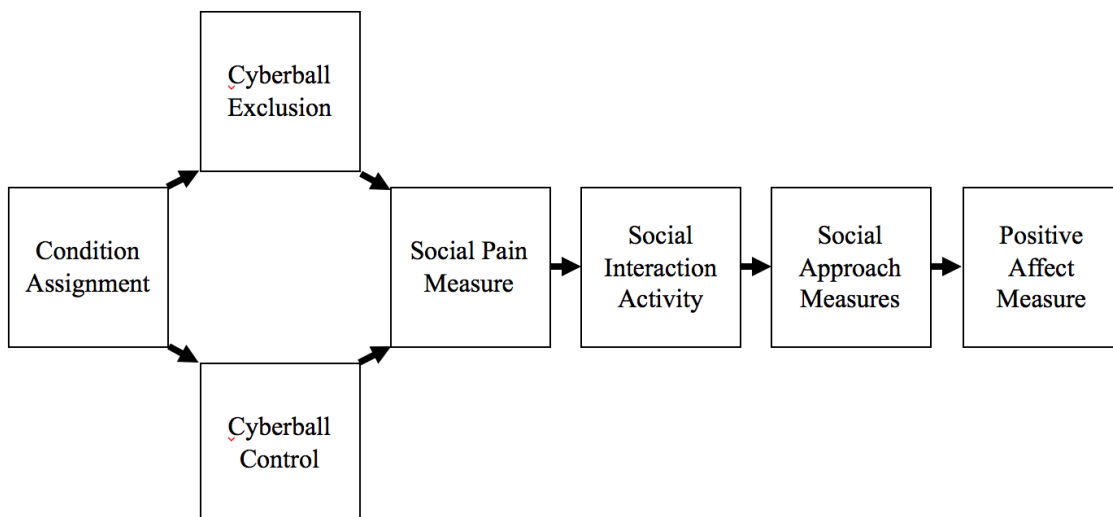 Cyberball
Exclusion
Condition
Assignment
Social Pain
Measure
Social
Interaction
Activity
Social
Approach
Measures
Positive
Affect
Measure
Cyberball
Control